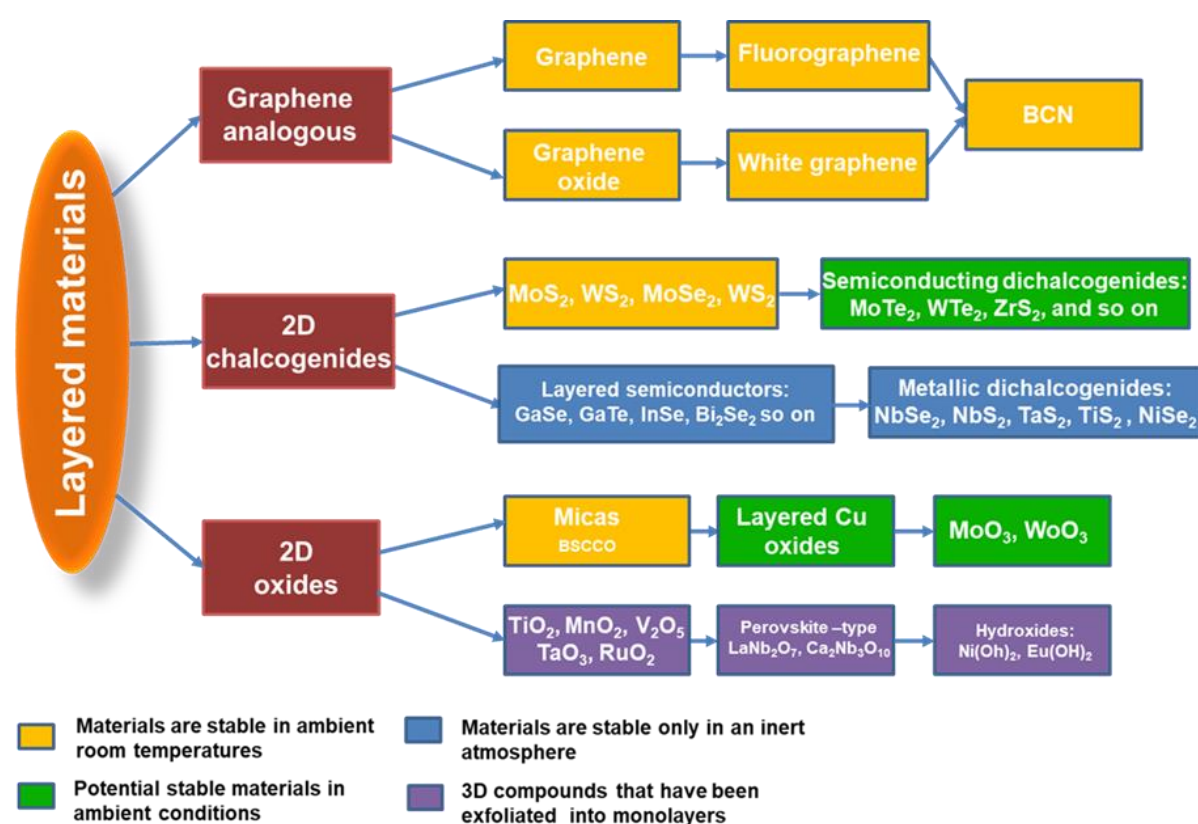 Layered materials
Graphene
analogous
Graphene
Fluorographene
BCN
Graphene
oxide
White graphene
2D
chalcogenides
MoS₂, WS₂, MoSe₂, WS₂
Semiconducting dichalcogenides:
MoTe₂, WTe₂, ZrS₂, and so on
Layered semiconductors:
GaSe, GaTe, InSe, Bi₂Se₂ so on
Metallic dichalcogenides:
NbSe₂, NbS₂, TaS₂, TiS₂ , NiSe₂
2D
oxides
Micas
BSCCO
Layered Cu
oxides
MoO₃, WoO₃
TiO₂, MnO₂, V₂O₅
TaO₃, RuO₂
Perovskite –type
LaNb₂O₇, Ca₂Nb₃O₁₀
Hydroxides:
Ni(Oh)₂, Eu(OH)₂
Materials are stable in ambient
room temperatures
Materials are stable only in an inert
atmosphere
Potential stable materials in
ambient conditions
3D compounds that have been
exfoliated into monolayers